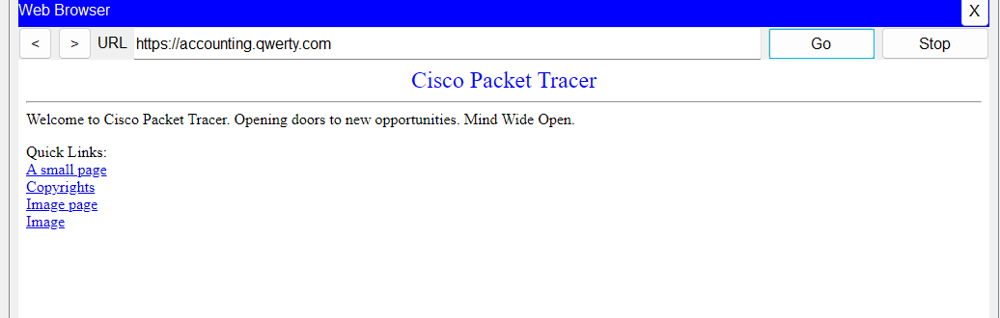 Web Browser X
< > URL https://accounting.qwerty.com Go Stop
Cisco Packet Tracer
Welcome to Cisco Packet Tracer. Opening doors to new opportunities. Mind Wide Open.
Quick Links:
A small page
Copyrights
Image page
Image